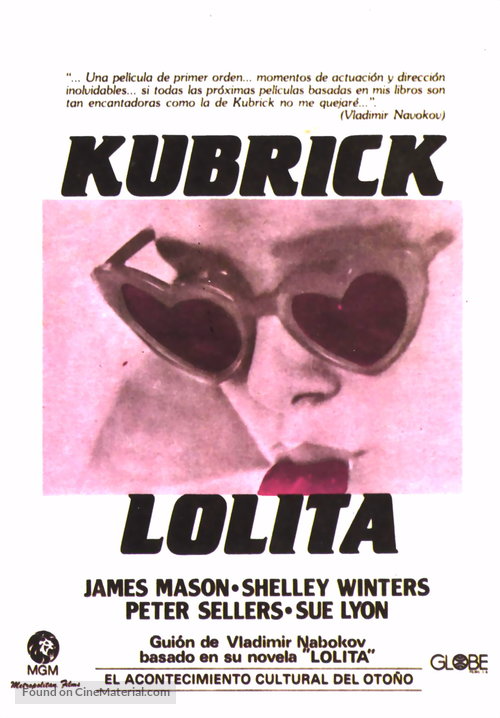 "... Una película de primer orden... momentos de actuación y dirección
inolvidables... si todas las próximas películas basadas en mis libros son
tan encantadoras como la de Kubrick no me quejaré..."
(Vladimir Navokov)
KUBRICK
LOLITA
JAMES MASON•SHELLEY WINTERS
PETER SELLERS•SUE LYON
Guión de Vladimir Nabokov
basado en su novela "LOLITA"
MGM
GLOBE
Metropolitan Films
EL ACONTECIMIENTO CULTURAL DEL OTOÑO
Found on CineMaterial.com